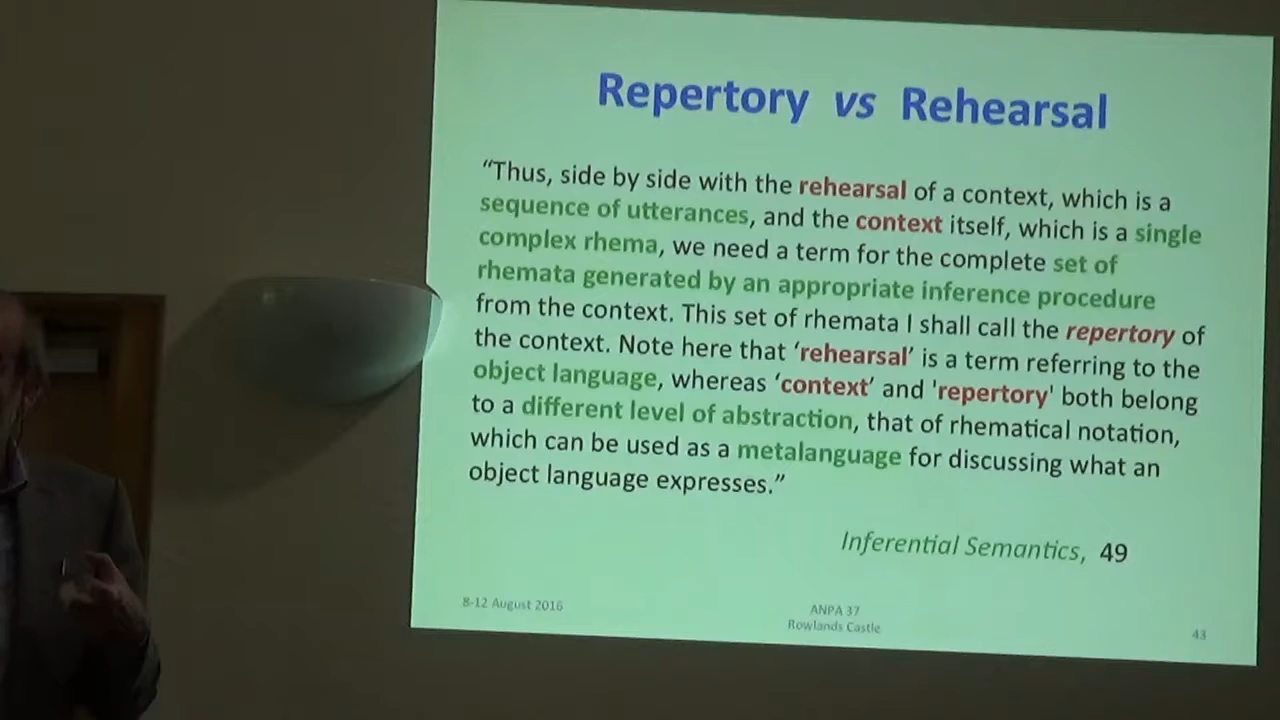 Repertory vs Rehearsal
“Thus, side by side with the rehearsal of a context, which is a
sequence of utterances, and the context itself, which is a single
complex rhema, we need a term for the complete set of
rhemata generated by an appropriate inference procedure
from the context. This set of rhemata I shall call the repertory of
the context. Note here that ‘rehearsal’ is a term referring to the
object language, whereas ‘context’ and 'repertory' both belong
to a different level of abstraction, that of rhematical notation,
which can be used as a metalanguage for discussing what an
object language expresses.”
Inferential Semantics, 49
8-12 August 2016
ANPA 37
Rowlands Castle
43